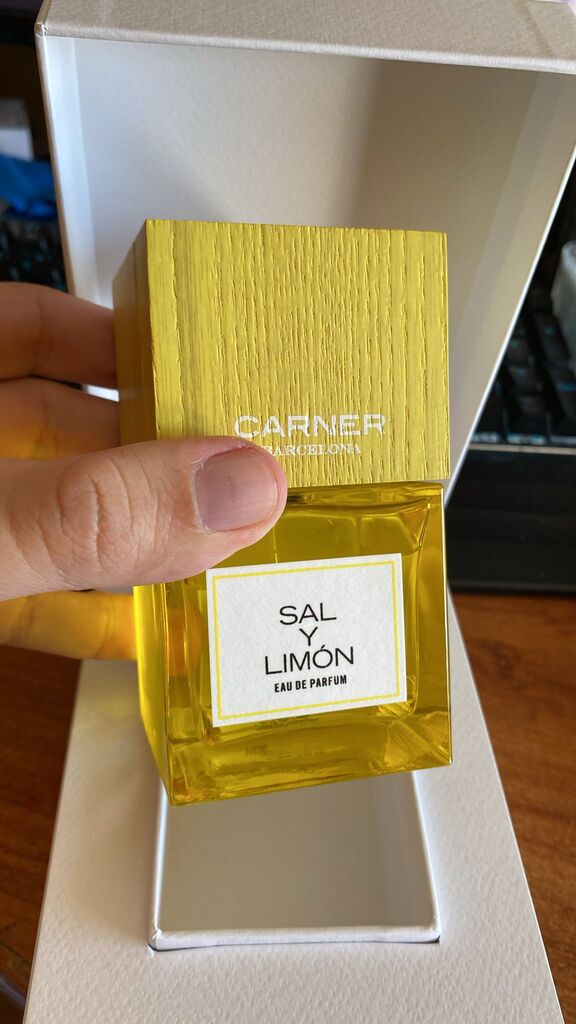 CARNER
BARCELONA
SAL
Y
LIMÓN
EAU DE PARFUM